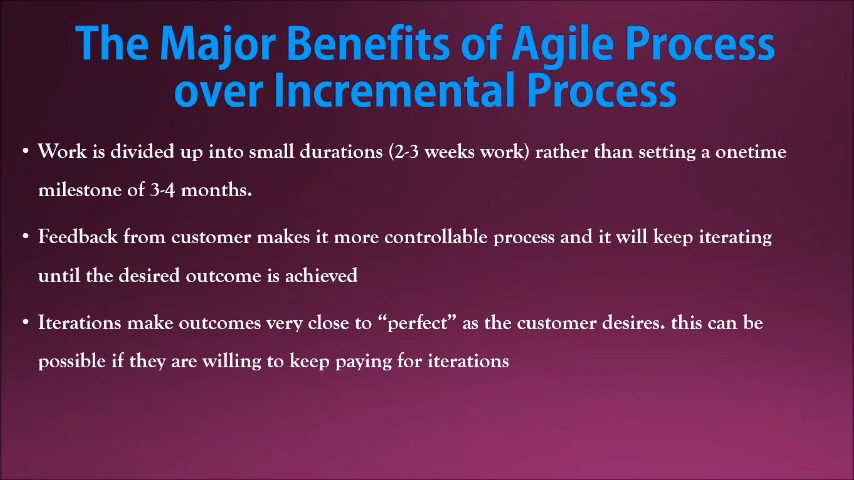 The Major Benefits of Agile Process
over Incremental Process
• Work is divided up into small durations (2-3 weeks work) rather than setting a onetime
milestone of 3-4 months.
• Feedback from customer makes it more controllable process and it will keep iterating
until the desired outcome is achieved
• Iterations make outcomes very close to “perfect” as the customer desires. this can be
possible if they are willing to keep paying for iterations